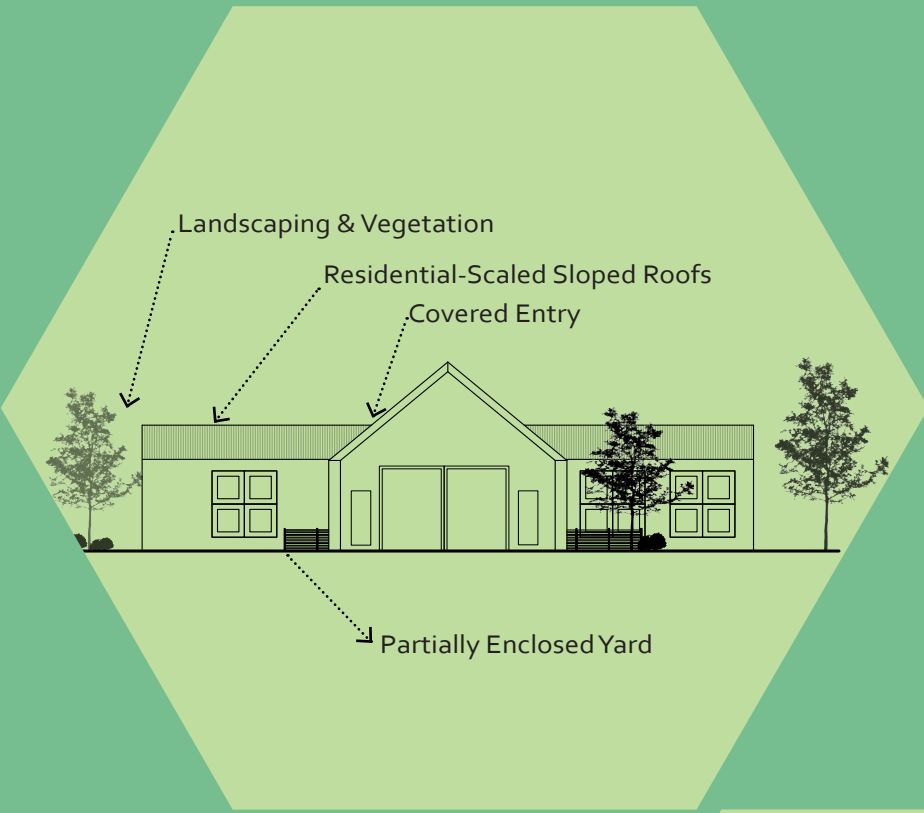 Landscaping & Vegetation
Residential-Scaled Sloped Roofs
Covered Entry
Partially Enclosed Yard